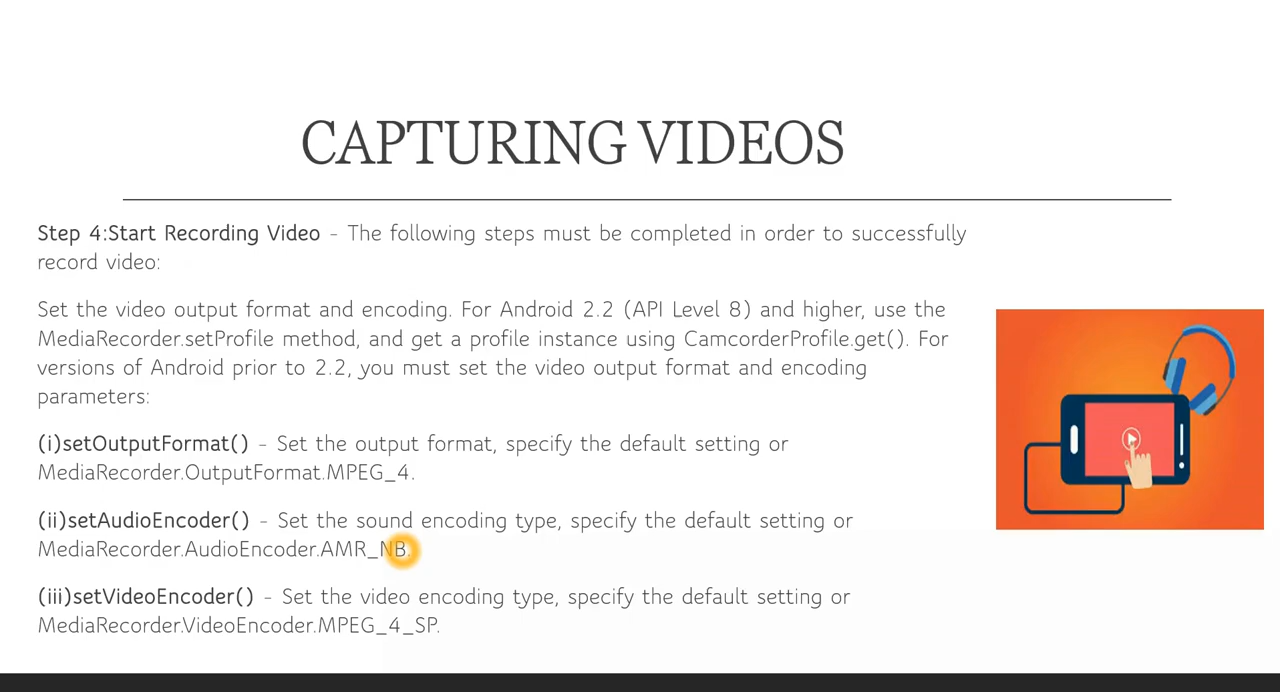 CAPTURING VIDEOS
Step 4:Start Recording Video - The following steps must be completed in order to successfully
record video:
Set the video output format and encoding. For Android 2.2 (API Level 8) and higher, use the
MediaRecorder.setProfile method, and get a profile instance using CamcorderProfile.get(). For
versions of Android prior to 2.2, you must set the video output format and encoding
parameters:
(i)setOutputFormat() - Set the output format, specify the default setting or
MediaRecorder.OutputFormat.MPEG_4.
(ii)setAudioEncoder() - Set the sound encoding type, specify the default setting or
MediaRecorder.AudioEncoder.AMR_NB.
(iii)setVideoEncoder() - Set the video encoding type, specify the default setting or
MediaRecorder.VideoEncoder.MPEG_4_SP.